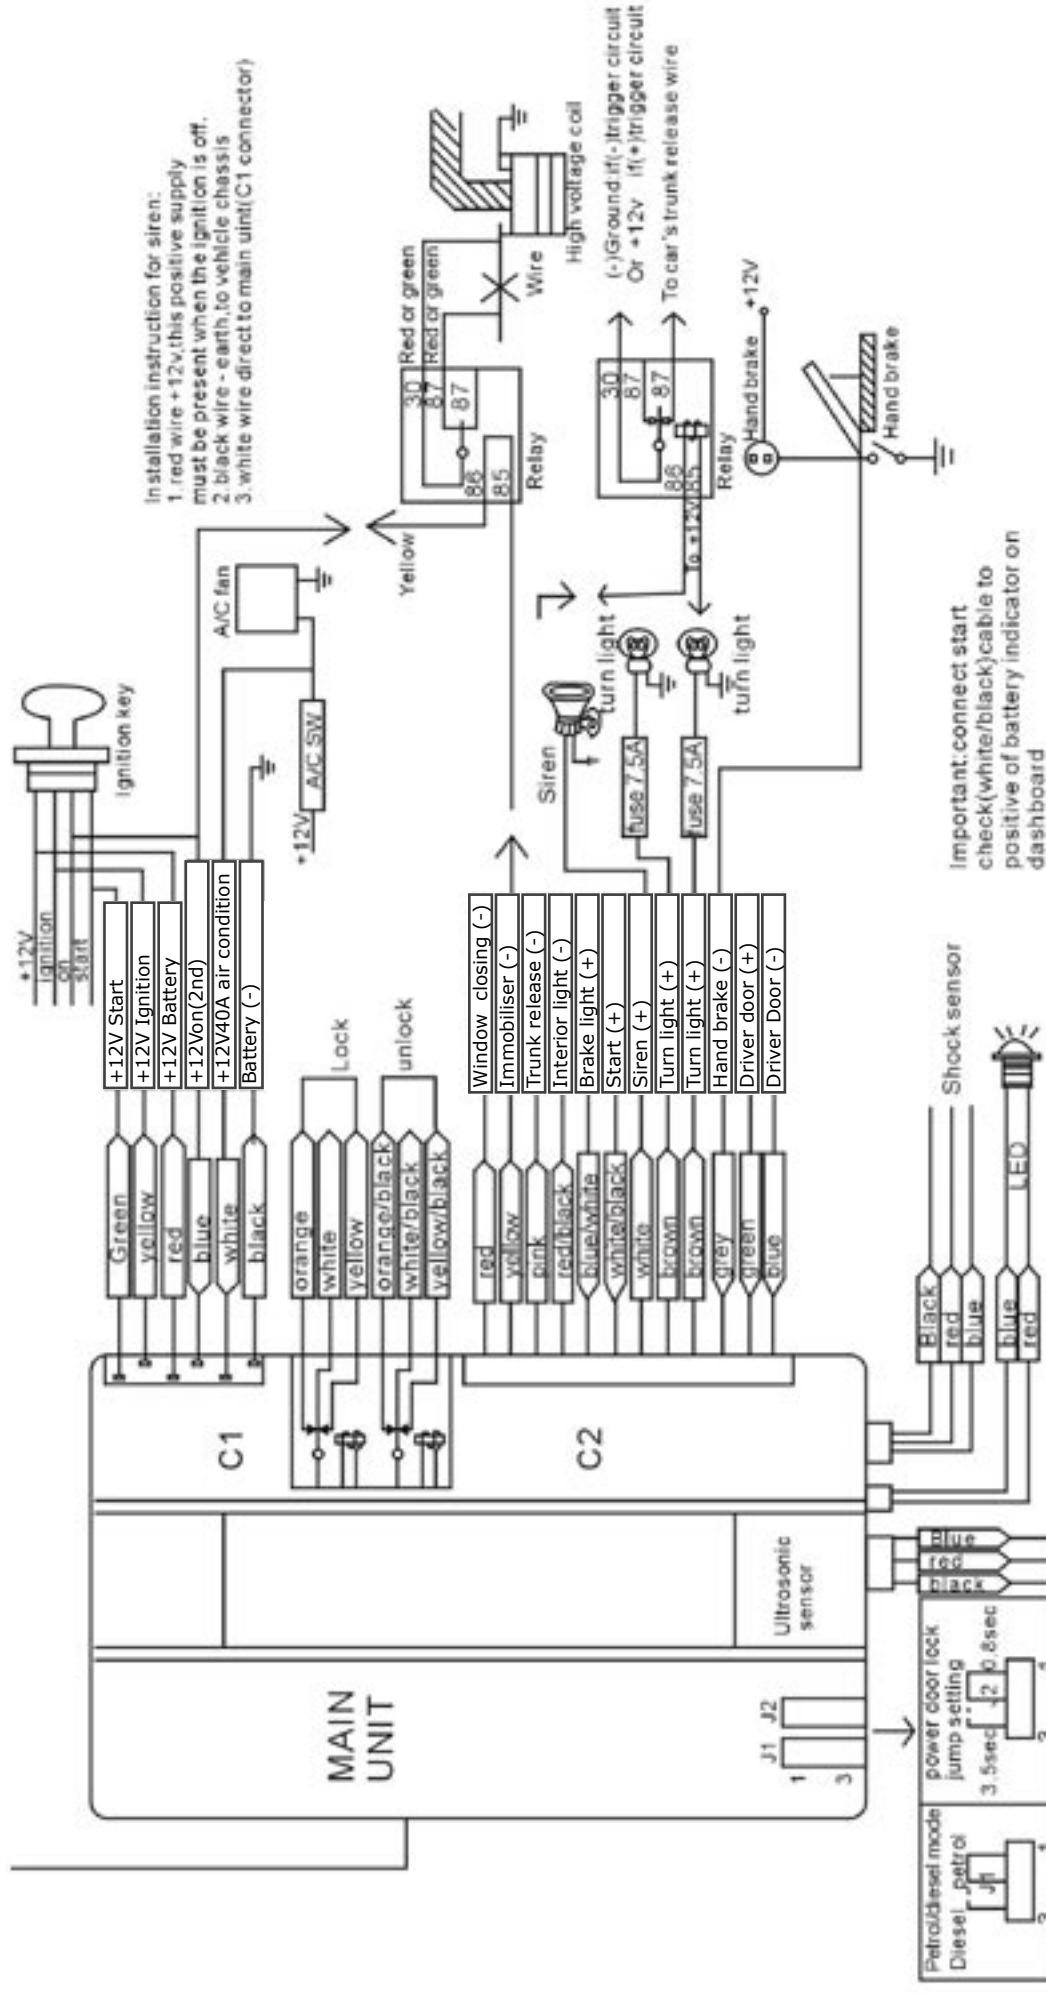 +12V
ignition
on
start
Ignition key
Installation instruction for siren:
1.red wire +12v,this positive supply
must be present when the ignition is off.
2.black wire - earth,to vehicle chassis
3.white wire direct to main uint(C1 connector)
A/C fan
A/C SW
+12V
Green
+12V Start
yellow
+12V Ignition
red
+12V Battery
blue
+12Von(2nd)
white
+12V40A air condition
black
Battery (-)
C1
orange
white
yellow
Lock
orange/black
white/black
yellow/black
unlock
Yellow
30
87
87
86
85
Relay
Red or green
Red or green
Wire
High voltage coil
C2
red
Window closing (-)
yellow
Immobiliser (-)
pink
Trunk release (-)
red/black
Interior light (-)
blue/white
Brake light (+)
white/black
Start (+)
white
Siren (+)
brown
Turn light (+)
brown
Turn light (+)
grey
Hand brake (-)
green
Driver door (+)
blue
Driver Door (-)
Siren
fuse 7.5A
turn light
fuse 7.5A
turn light
To +12V
30
87
87
86
85
Relay
(-)Ground:if(-)trigger circuit
Or +12v if(+)trigger circuit
To car's trunk release wire
Hand brake
+12V
Hand brake
Important:connect start
check(white/black)cable to
positive of battery indicator on
dashboard
MAIN
UNIT
Ultrasonic
sensor
J1
J2
1
3
Black
red
blue
Shock sensor
blue
red
LED
Blue
red
black
Petrol/diesel mode
Diesel petrol
J1
3
1
power door lock
jump setting
3.5sec J2 0.8sec
3
1